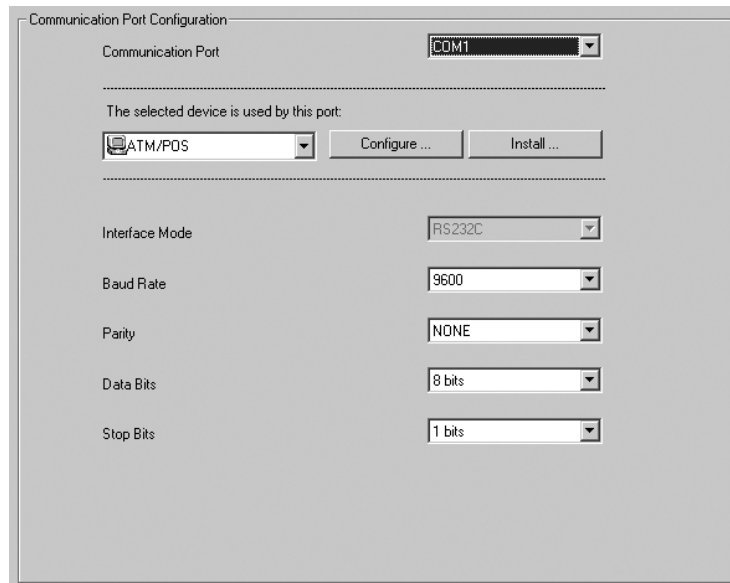 Communication Port Configuration
Communication Port COM1
The selected device is used by this port:
ATM/POS Configure ... Install ...
Interface Mode RS232C
Baud Rate 9600
Parity NONE
Data Bits 8 bits
Stop Bits 1 bits